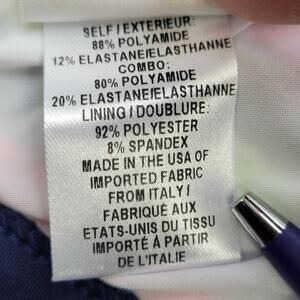 SELF / EXTERIEUR:
88% POLYAMIDE
12% ELASTANE/ELASTHANNE
COMBO:
80% POLYAMIDE
20% ELASTANE/ELASTHANNE
LINING / DOUBLURE:
92% POLYESTER
8% SPANDEX
MADE IN THE USA OF
IMPORTED FABRIC
FROM ITALY /
FABRIQUÉ AUX
ETATS-UNIS DU TISSU
IMPORTÉ À PARTIR
DE L'ITALIE